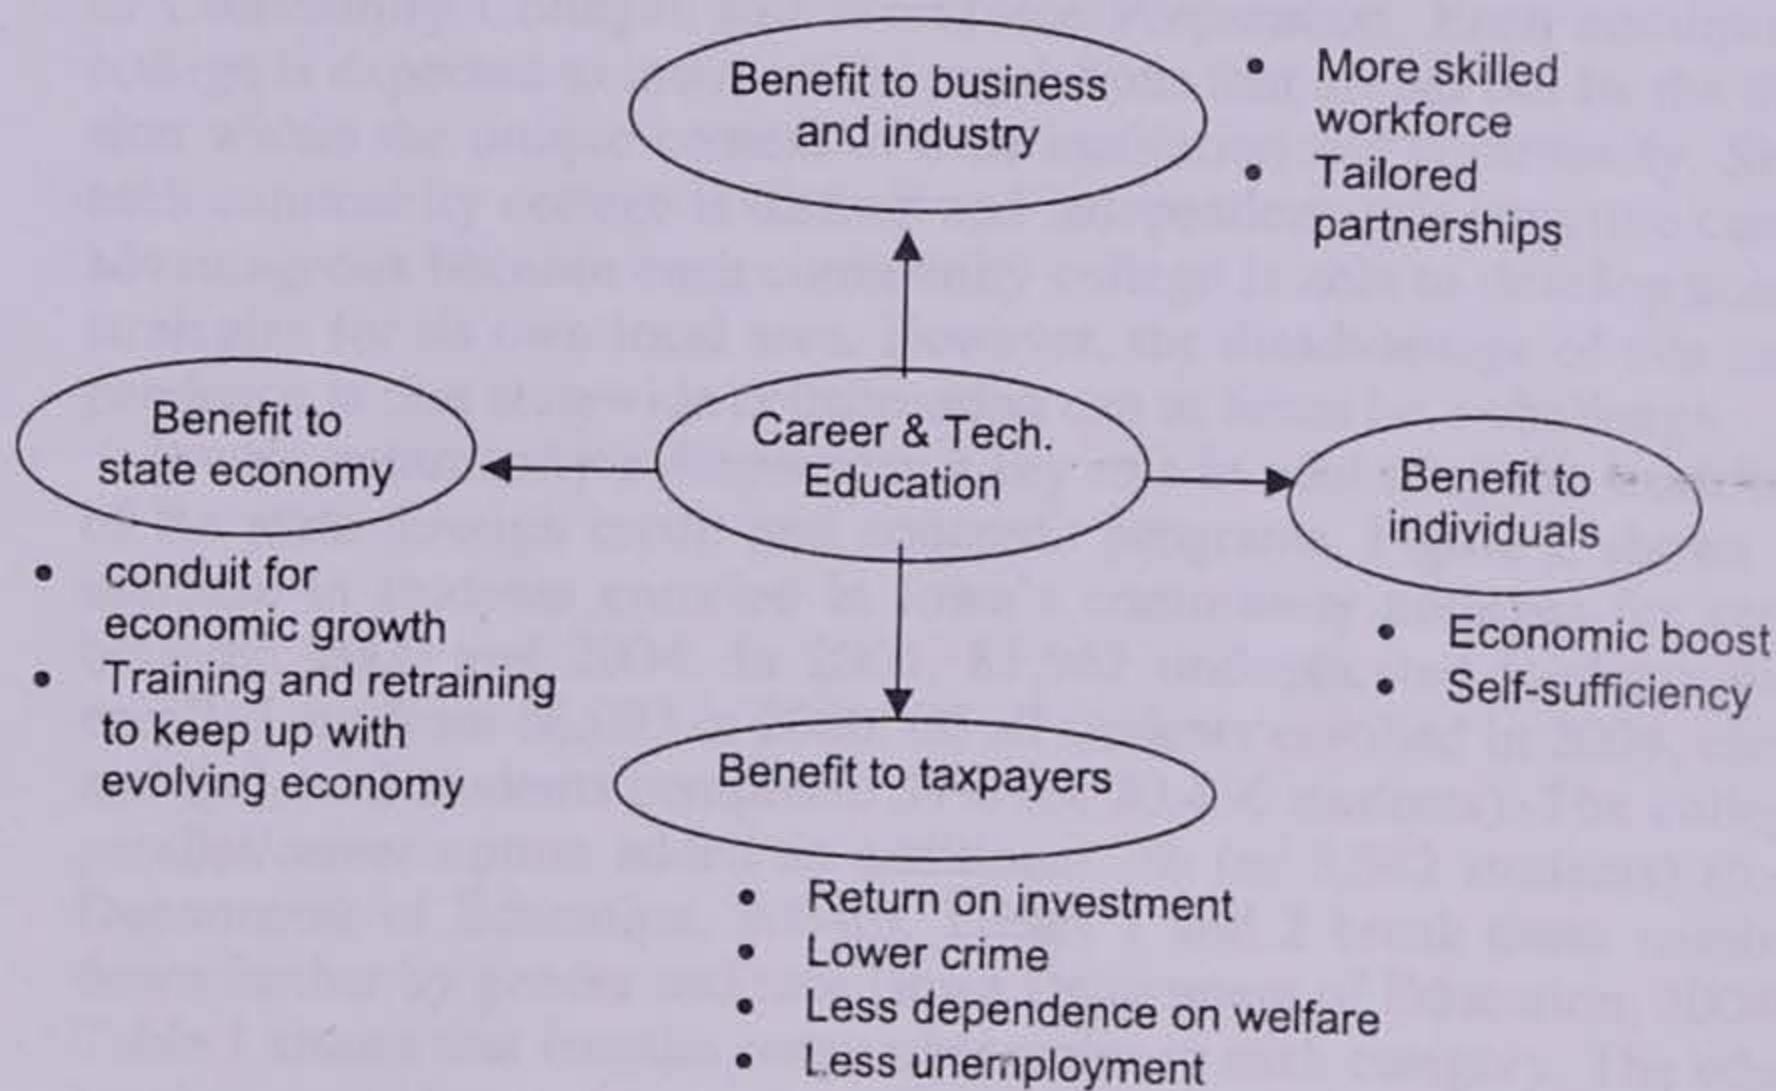 Benefit to business
and industry
• More skilled
workforce
• Tailored
partnerships
Benefit to
state economy
• conduit for
economic growth
• Training and retraining
to keep up with
evolving economy
Career & Tech.
Education
Benefit to
individuals
• Economic boost
• Self-sufficiency
Benefit to taxpayers
• Return on investment
• Lower crime
• Less dependence on welfare
• Less unemployment